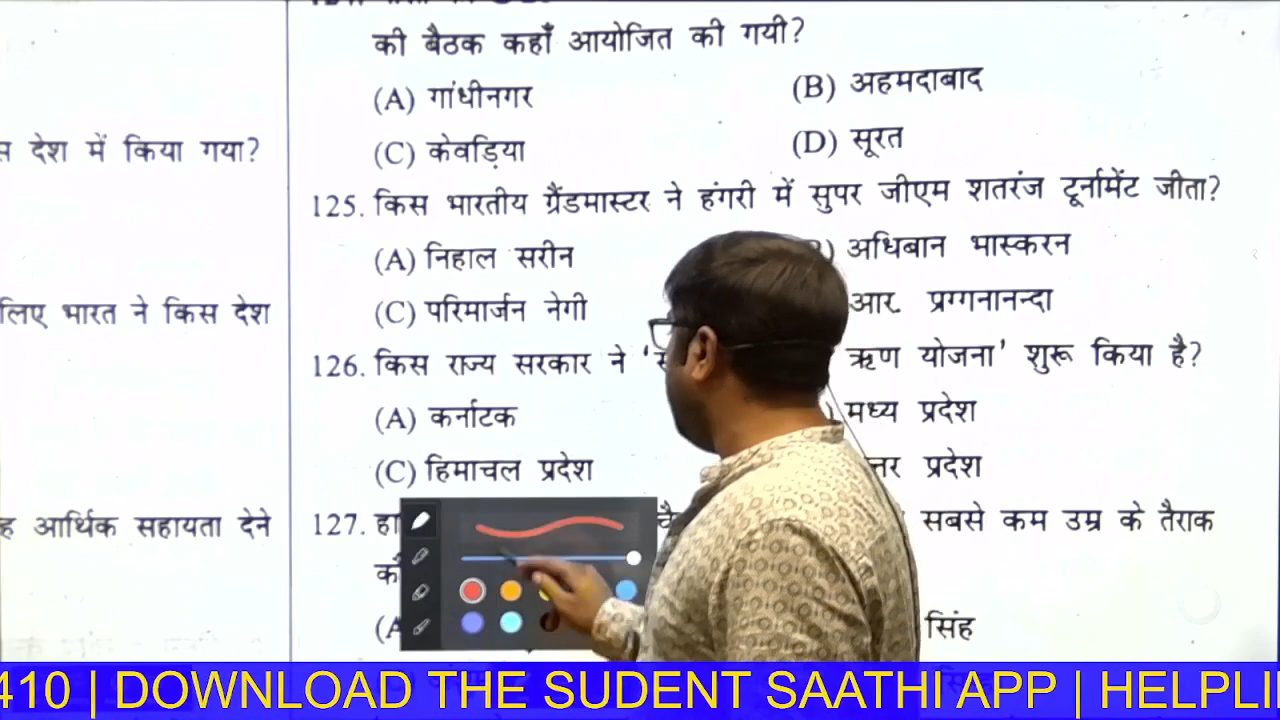 की बैठक कहाँ आयोजित की गयी?
(A) गांधीनगर (B) अहमदाबाद
(C) केवड़िया (D) सूरत
स देश में किया गया?
125. किस भारतीय ग्रैंडमास्टर ने हंगरी में सुपर जीएम शतरंज टूर्नामेंट जीता?
(A) निहाल सरीन ) अधिबान भास्करन
(C) परिमार्जन नेगी आर. प्रग्गनानन्दा
लिए भारत ने किस देश
126. किस राज्य सरकार ने ' ऋण योजना' शुरू किया है?
(A) कर्नाटक ) मध्य प्रदेश
(C) हिमाचल प्रदेश त्तर प्रदेश
ह आर्थिक सहायता देने
127. हा सबसे कम उम्र के तैराक
(A सिंह
410 | DOWNLOAD THE SUDENT SAATHI APP | HELPLI